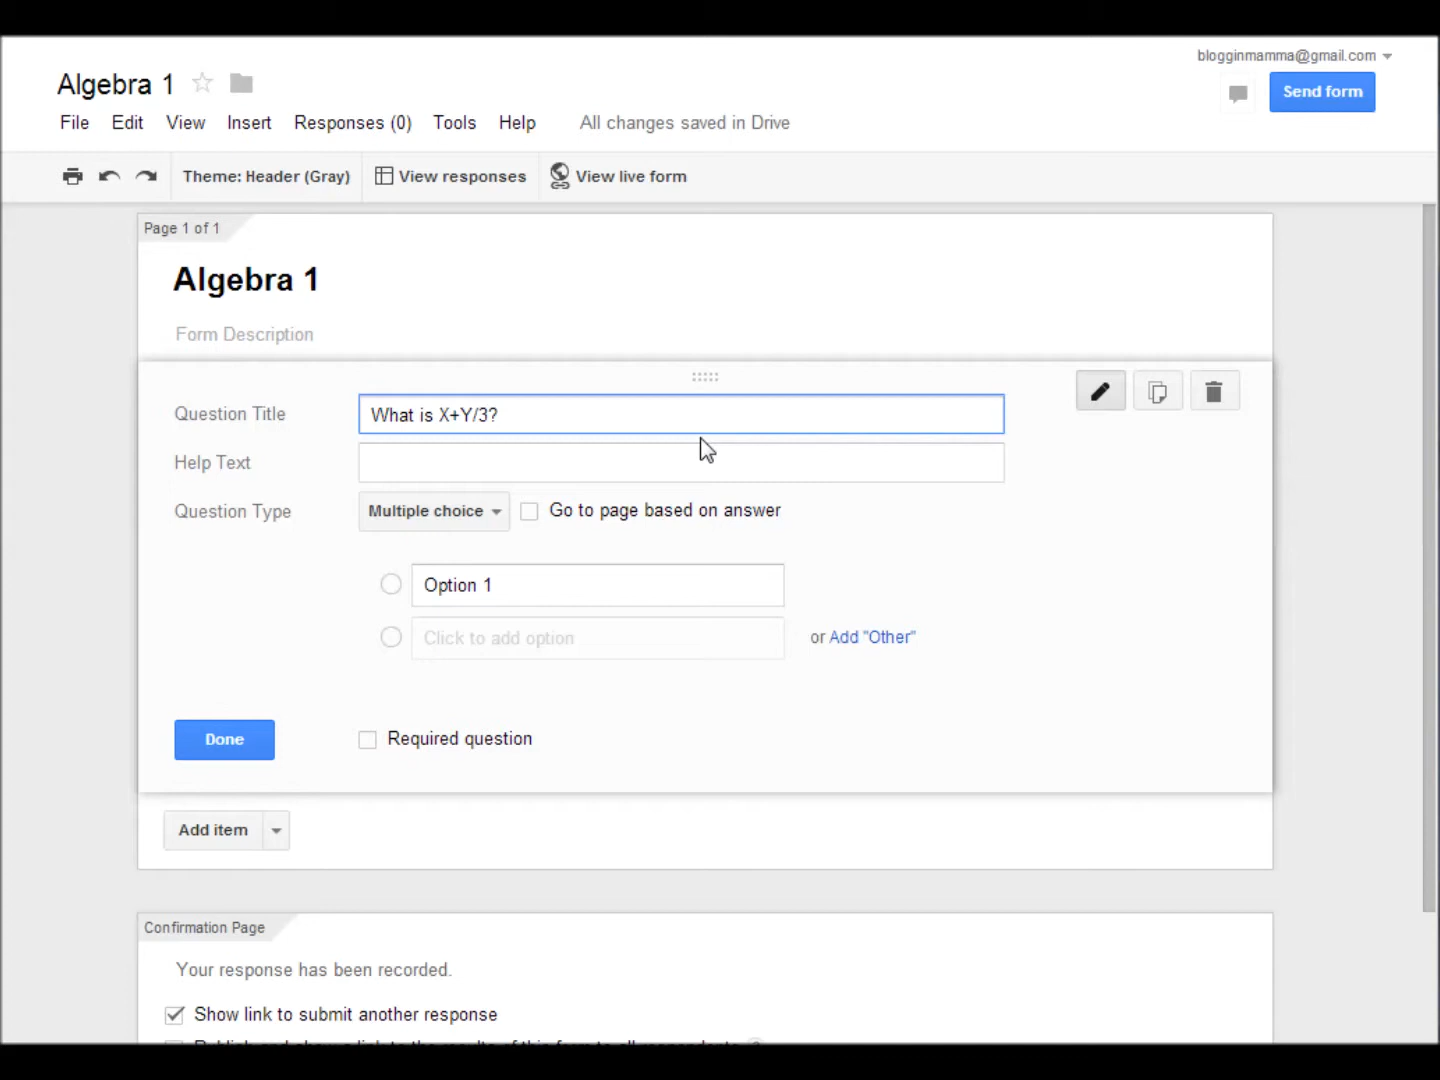 blogginmamma@gmail.com
Algebra 1
Send form
File Edit View Insert Responses (0) Tools Help All changes saved in Drive
Theme: Header (Gray) View responses View live form
Page 1 of 1
Algebra 1
Form Description
Question Title What is X+Y/3?
Help Text
Question Type Multiple choice Go to page based on answer
Option 1
Click to add option or Add "Other"
Done Required question
Add item
Confirmation Page
Your response has been recorded.
Show link to submit another response